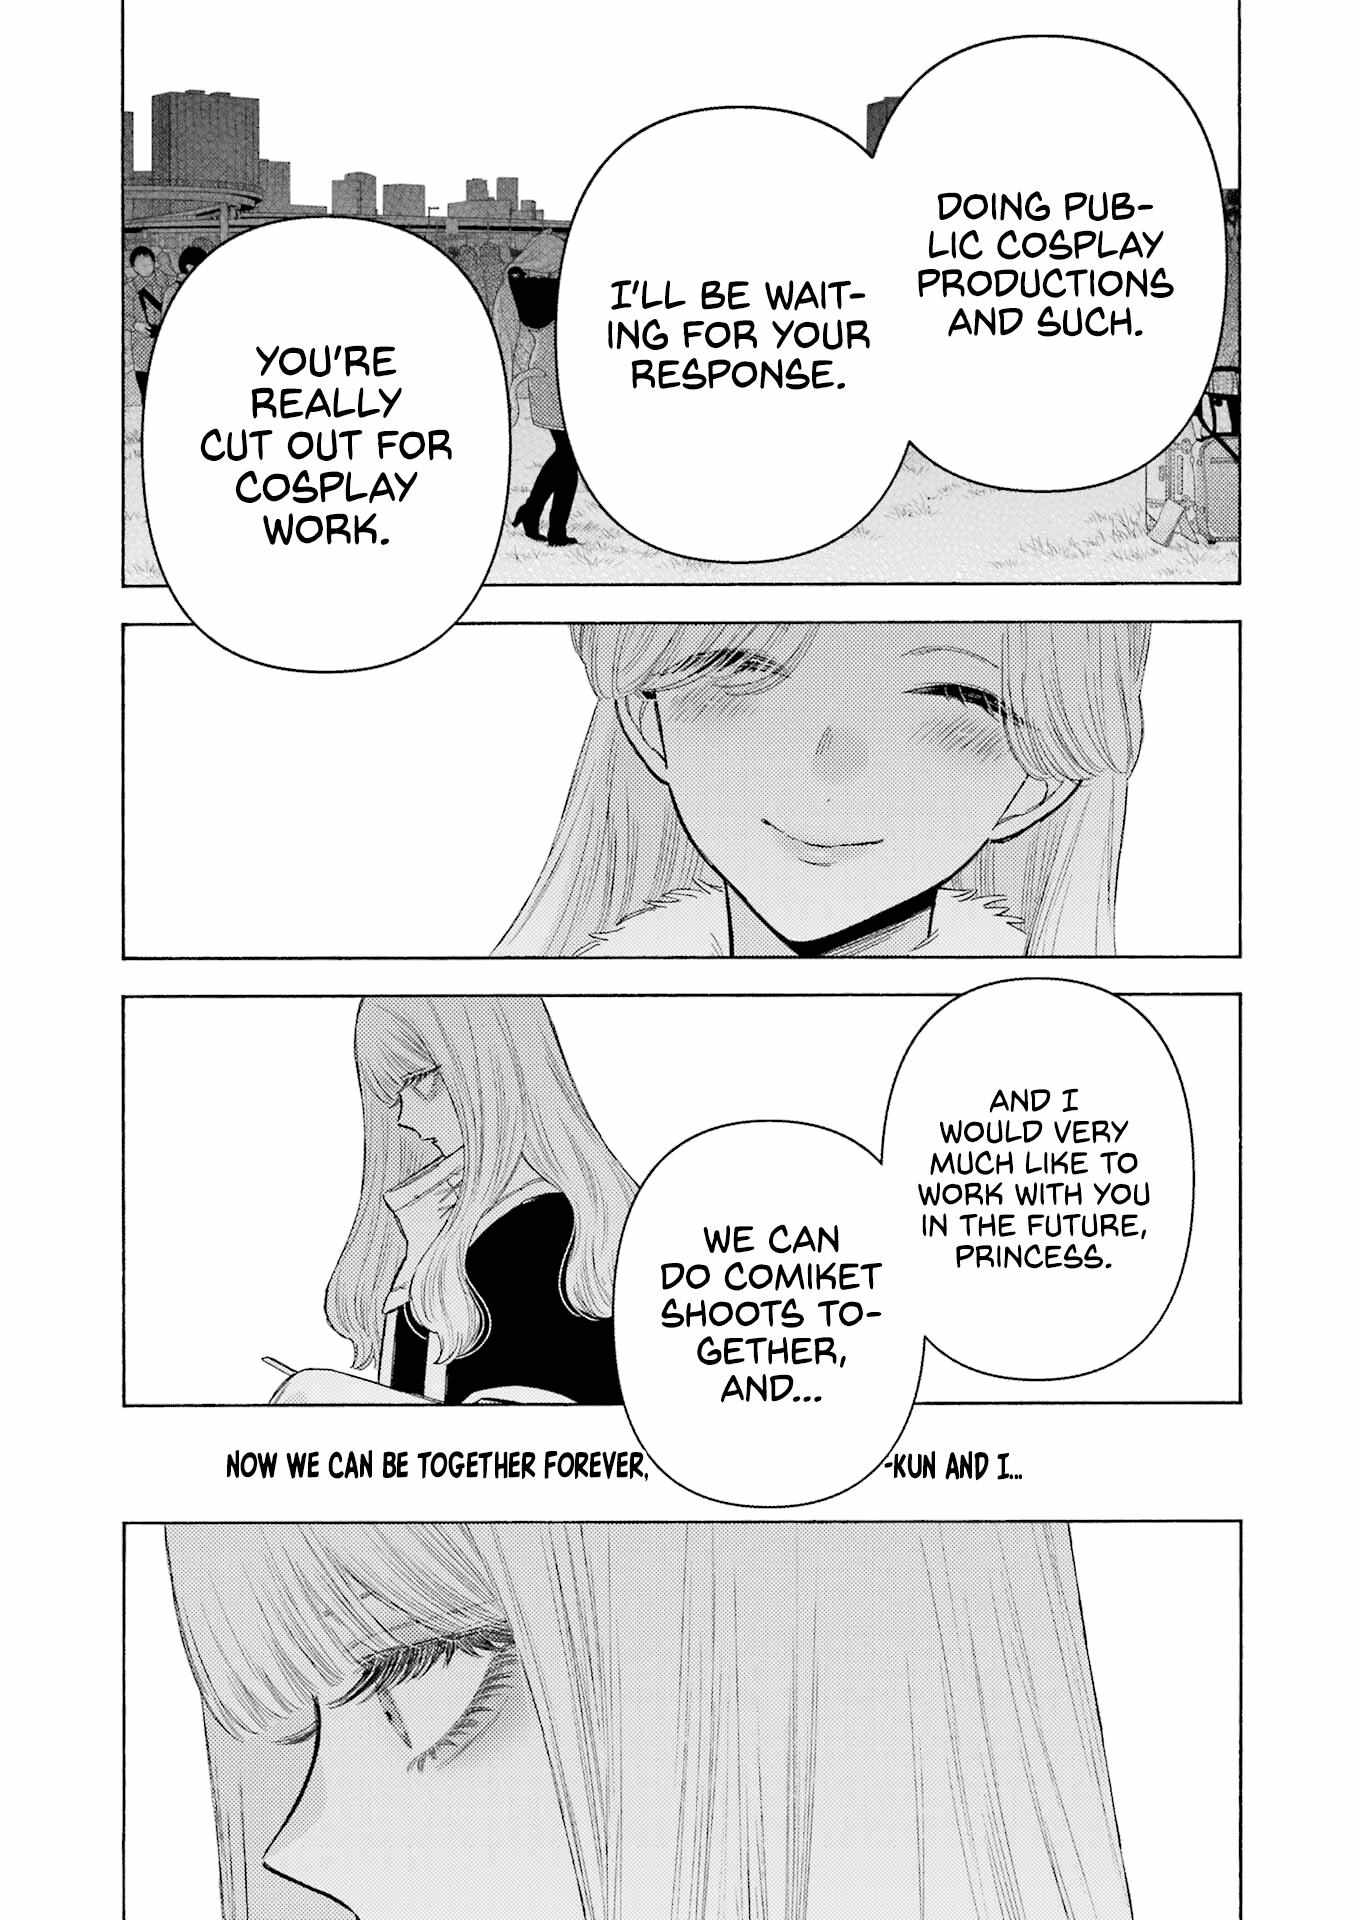 DOING PUB-
LIC COSPLAY
PRODUCTIONS
AND SUCH.
I'LL BE WAIT-
ING FOR YOUR
RESPONSE.
YOU'RE
REALLY
CUT OUT FOR
COSPLAY
WORK.
AND I
WOULD VERY
MUCH LIKE TO
WORK WITH YOU
IN THE FUTURE,
PRINCESS.
WE CAN
DO COMIKET
SHOOTS TO-
GETHER,
AND...
NOW WE CAN BE TOGETHER FOREVER, -KUN AND I...